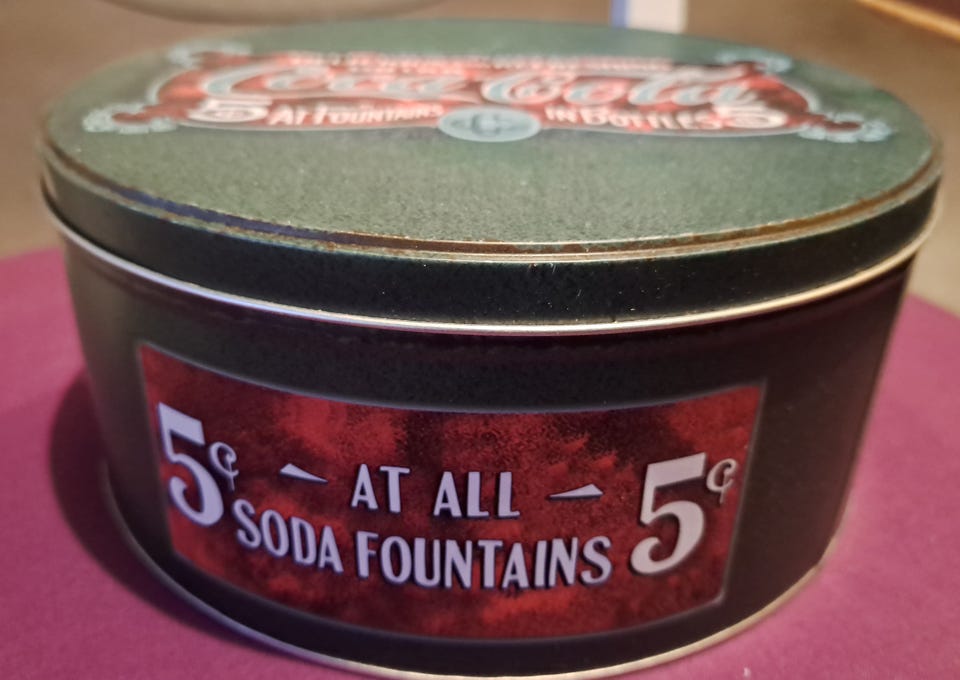 Coca-Cola
5 AT FOUNTAINS IN BOTTLES 5
5¢ AT ALL 5¢
SODA FOUNTAINS